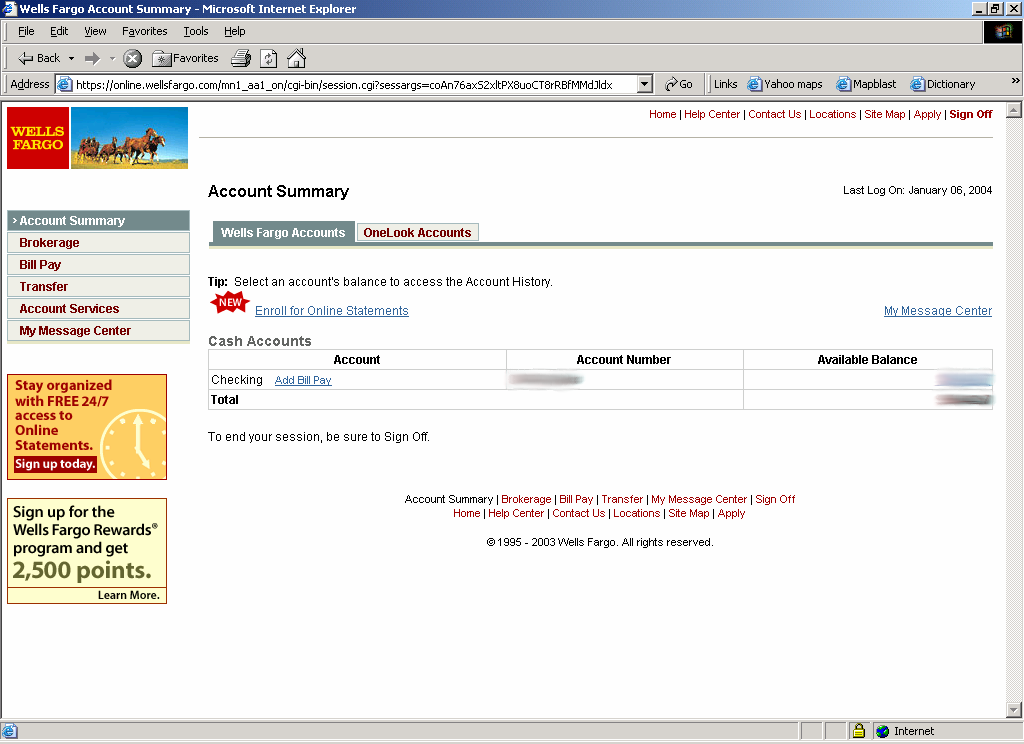 Wells Fargo Account Summary - Microsoft Internet Explorer
File Edit View Favorites Tools Help
Back Favorites
Address https://online.wellsfargo.com/mn1_aa1_on/cgi-bin/session.cgi?sessargs=coAn76axS2xltPX8uoCT8rRBfMMdJldx Go Links Yahoo maps Mapblast Dictionary »
WELLS
FARGO
Home | Help Center | Contact Us | Locations | Site Map | Apply | Sign Off
Account Summary
Last Log On: January 06, 2004
> Account Summary
Brokerage
Bill Pay
Transfer
Account Services
My Message Center
Wells Fargo Accounts OneLook Accounts
Tip: Select an account's balance to access the Account History.
NEW Enroll for Online Statements My Message Center
Cash Accounts
Account Account Number Available Balance
Checking Add Bill Pay
Total
To end your session, be sure to Sign Off.
Stay organized
with FREE 24/7
access to
Online
Statements.
Sign up today.
Sign up for the
Wells Fargo Rewards®
program and get
2,500 points.
Learn More.
Account Summary | Brokerage | Bill Pay | Transfer | My Message Center | Sign Off
Home | Help Center | Contact Us | Locations | Site Map | Apply
© 1995 - 2003 Wells Fargo. All rights reserved.
Internet